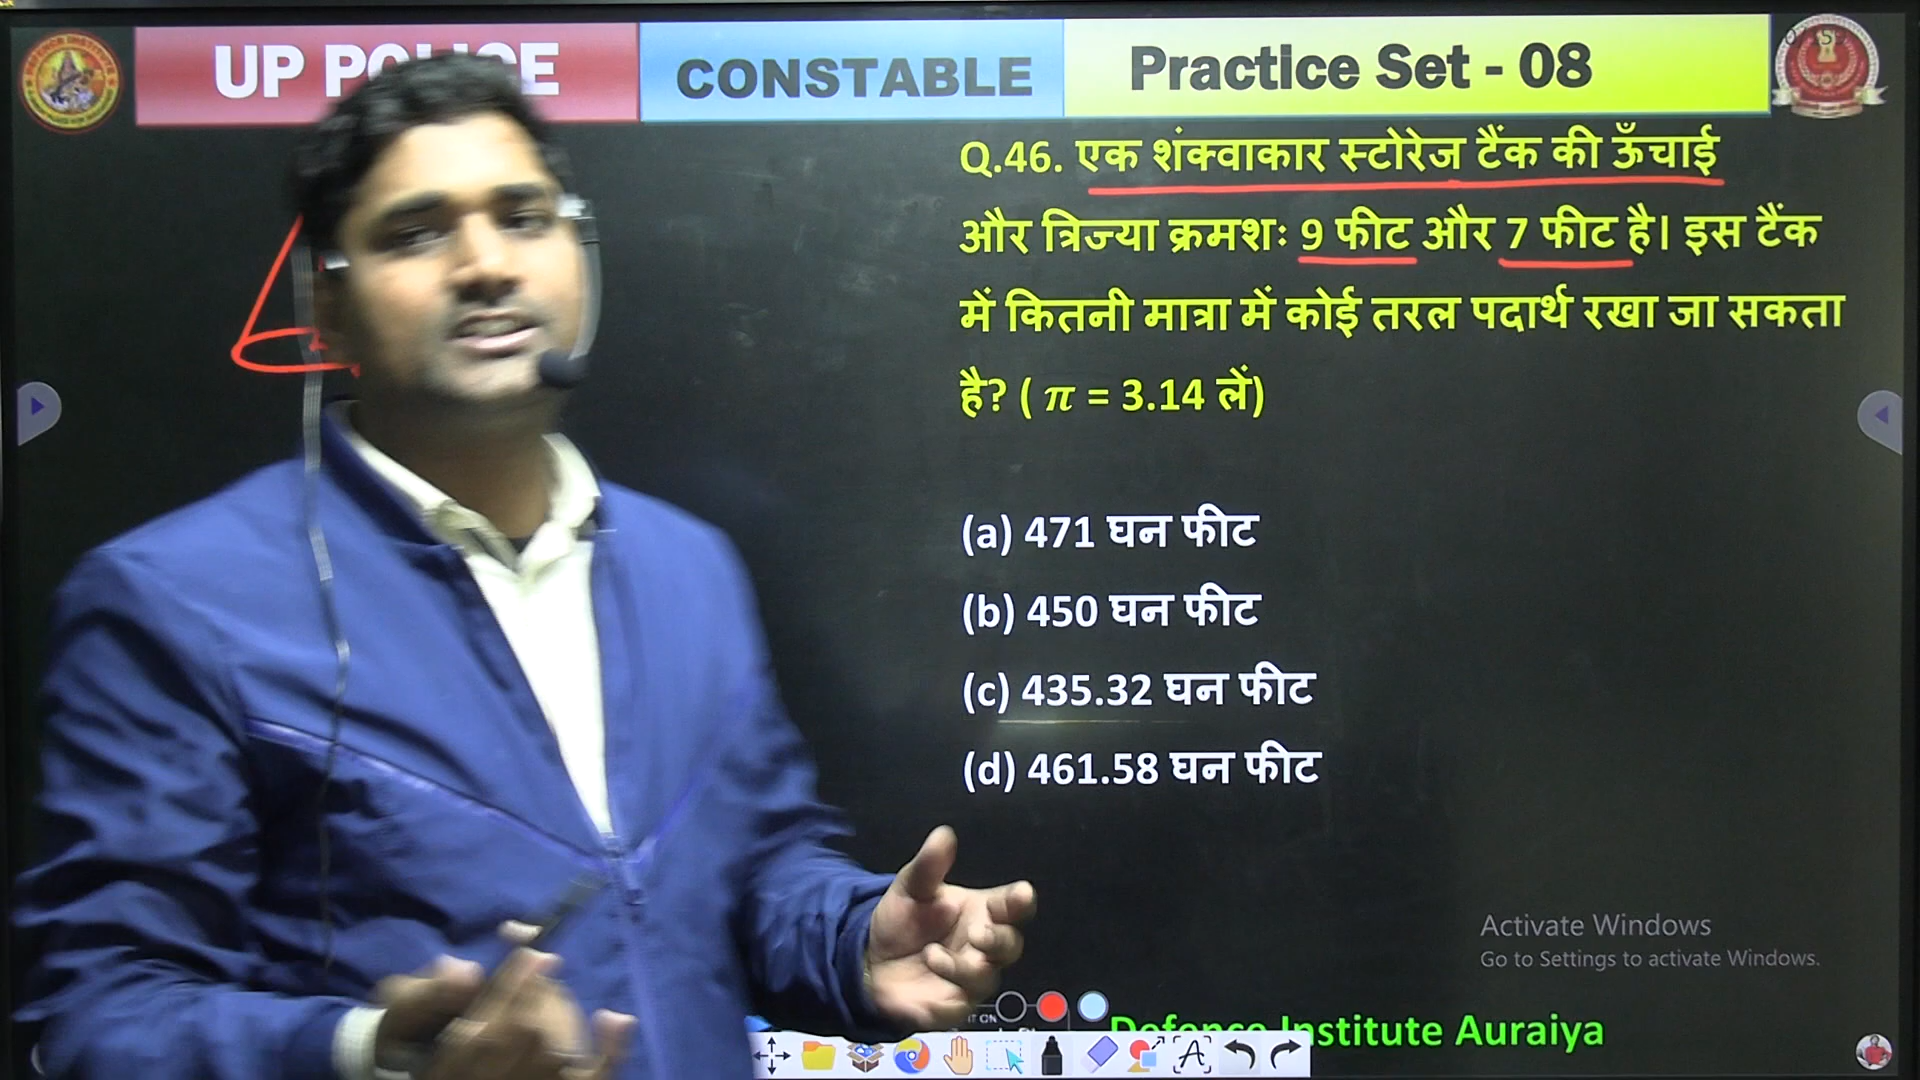 UP POLICE
CONSTABLE
Practice Set - 08
Q.46. एक शंक्वाकार स्टोरेज टैंक की ऊँचाई
और त्रिज्या क्रमशः 9 फीट और 7 फीट है। इस टैंक
में कितनी मात्रा में कोई तरल पदार्थ रखा जा सकता
है? ( π = 3.14 लें)
(a) 471 घन फीट
(b) 450 घन फीट
(c) 435.32 घन फीट
(d) 461.58 घन फीट
Activate Windows
Go to Settings to activate Windows.
Defence Institute Auraiya